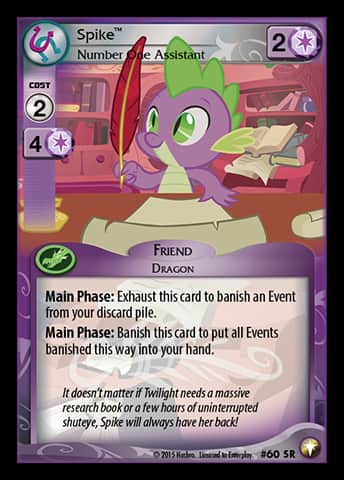 Spike™
Number One Assistant
2
COST
2
4
FRIEND
DRAGON
Main Phase: Exhaust this card to banish an Event
from your discard pile.
Main Phase: Banish this card to put all Events
banished this way into your hand.
It doesn't matter if Twilight needs a massive
research book or a few hours of uninterrupted
shuteye, Spike will always have her back!
© 2015 Hasbro. Licensed to Enterplay. #60 SR